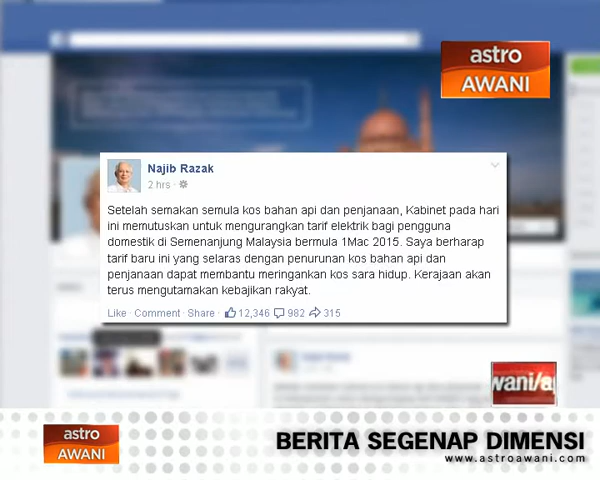 astro
AWANI
Najib Razak
2 hrs
Setelah semakan semula kos bahan api dan penjanaan, Kabinet pada hari
ini memutuskan untuk mengurangkan tarif elektrik bagi pengguna
domestik di Semenanjung Malaysia bermula 1Mac 2015. Saya berharap
tarif baru ini yang selaras dengan penurunan kos bahan api dan
penjanaan dapat membantu meringankan kos sara hidup. Kerajaan akan
terus mengutamakan kebajikan rakyat.
Like · Comment · Share · 12,346 982 315
wani/a
astro
AWANI
BERITA SEGENAP DIMENSI
www.astroawani.com